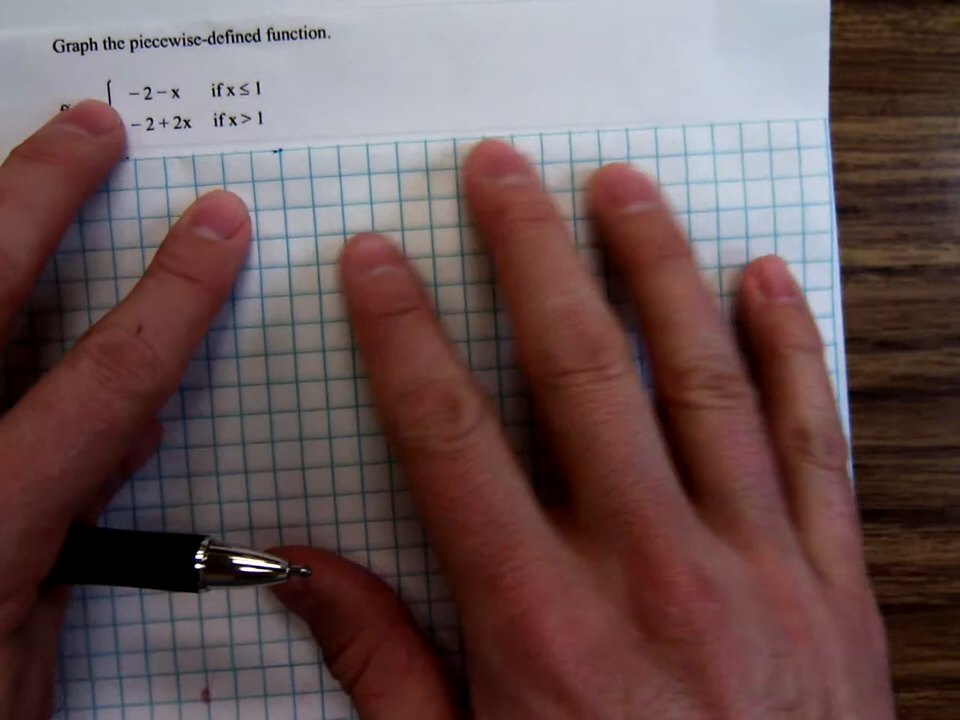 Graph the piecewise-defined function.
-2-x if x ≤ 1
-2+2x if x > 1